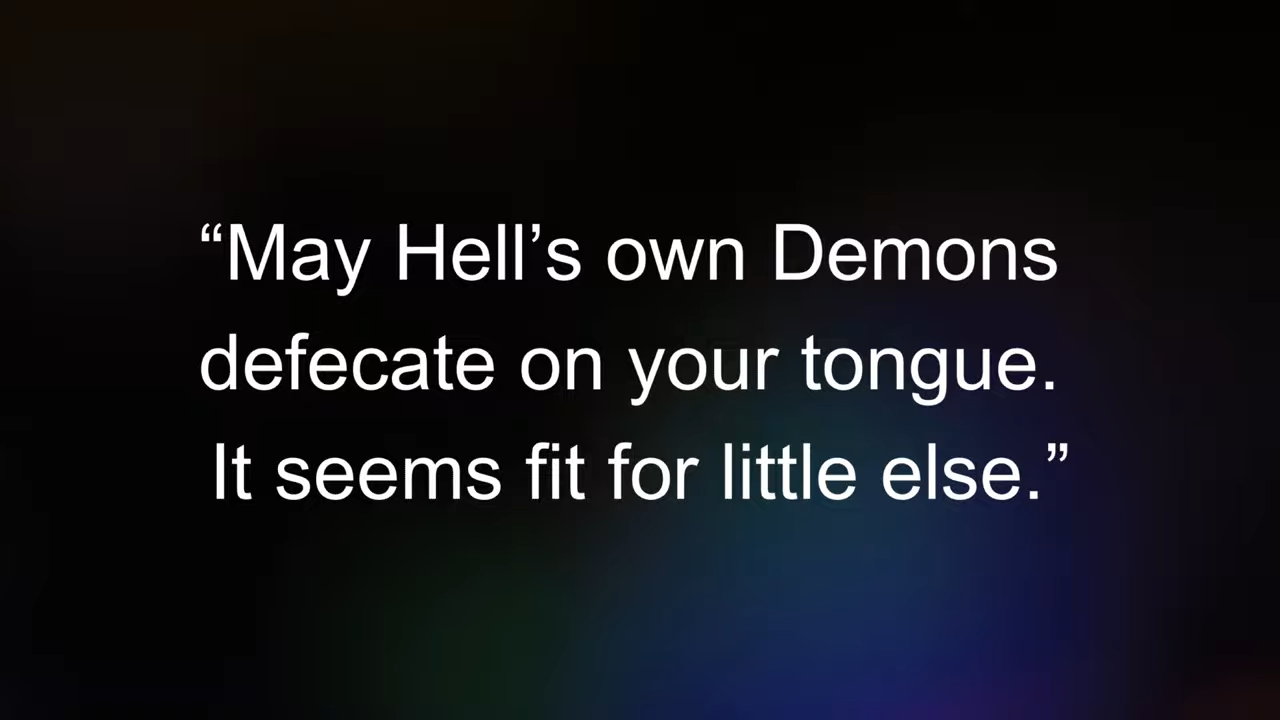 “May Hell’s own Demons
defecate on your tongue.
It seems fit for little else.”